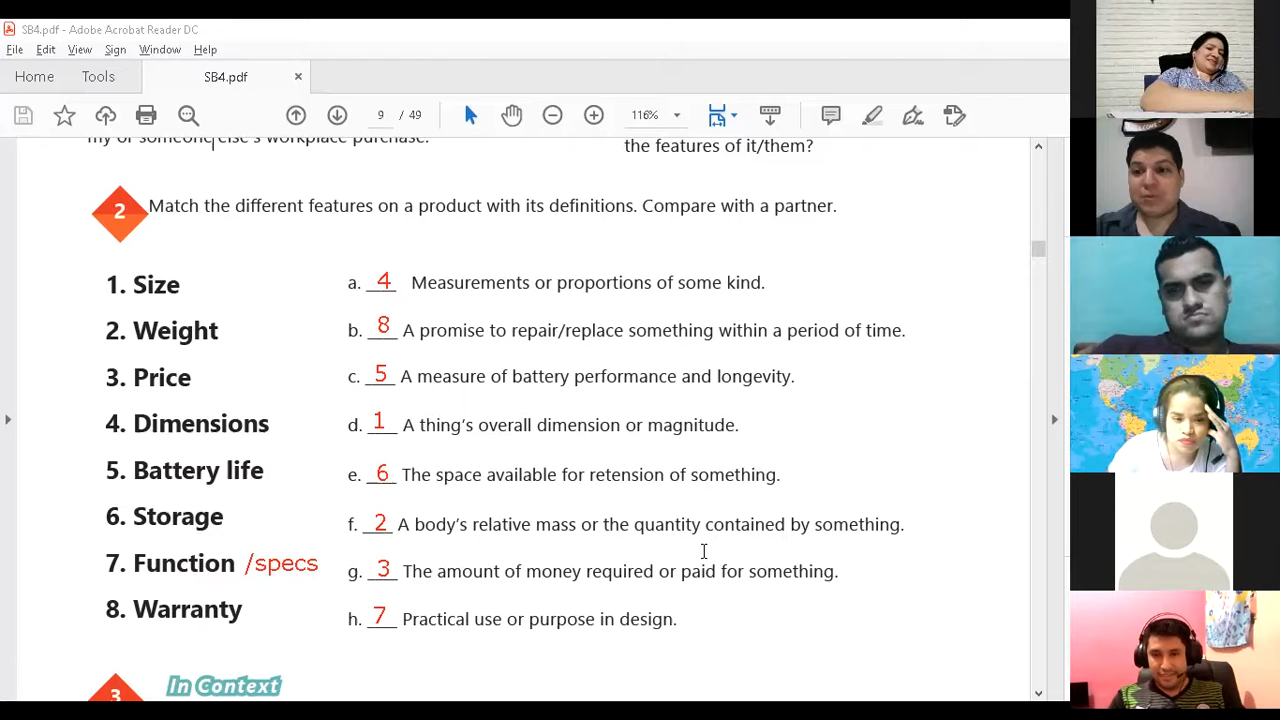 SB4.pdf - Adobe Acrobat Reader DC
File Edit View Sign Window Help
Home Tools SB4.pdf ×
9 / 49 116%
my or someone else's workplace purchase.
the features of it/them?
2 Match the different features on a product with its definitions. Compare with a partner.
1. Size a. 4 Measurements or proportions of some kind.
2. Weight b. 8 A promise to repair/replace something within a period of time.
3. Price c. 5 A measure of battery performance and longevity.
4. Dimensions d. 1 A thing's overall dimension or magnitude.
5. Battery life e. 6 The space available for retension of something.
6. Storage f. 2 A body's relative mass or the quantity contained by something.
7. Function /specs g. 3 The amount of money required or paid for something.
8. Warranty h. 7 Practical use or purpose in design.
3 In Context